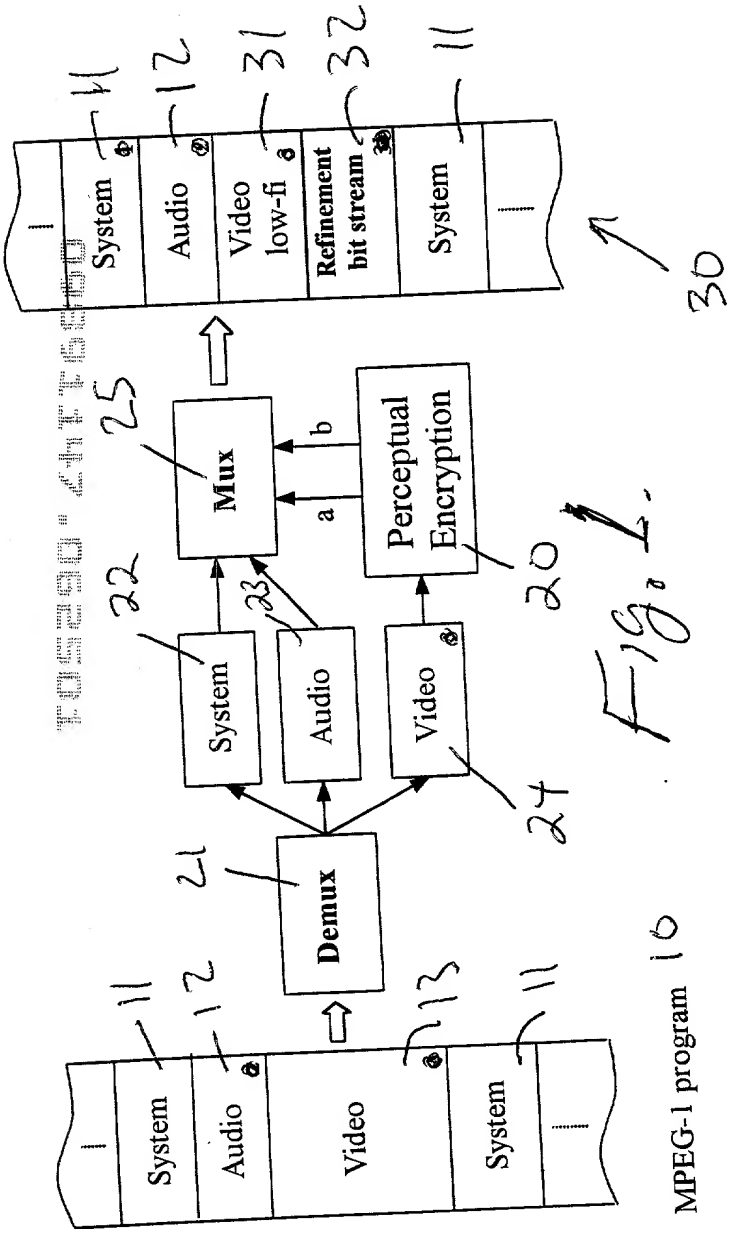 System
11
Audio
12
Video
13
System
11
MPEG-1 program 10
Demux
21
System
22
Audio
23
Video
24
Mux
25
a
b
Perceptual
Encryption
20
System
11
Audio
12
Video
low-fi
31
Refinement
bit stream
32
System
11
30
Fig. 1.